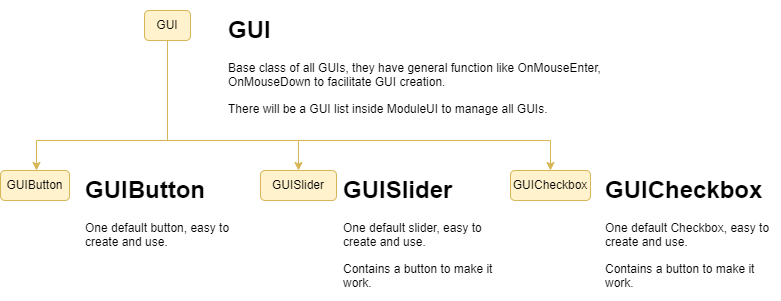 GUI
GUI
Base class of all GUIs, they have general function like OnMouseEnter,
OnMouseDown to facilitate GUI creation.
There will be a GUI list inside ModuleUI to manage all GUIs.
GUIButton
GUIButton
One default button, easy to
create and use.
GUISlider
GUISlider
One default slider, easy to
create and use.
Contains a button to make it
work.
GUICheckbox
GUICheckbox
One default Checkbox, easy to
create and use.
Contains a button to make it
work.